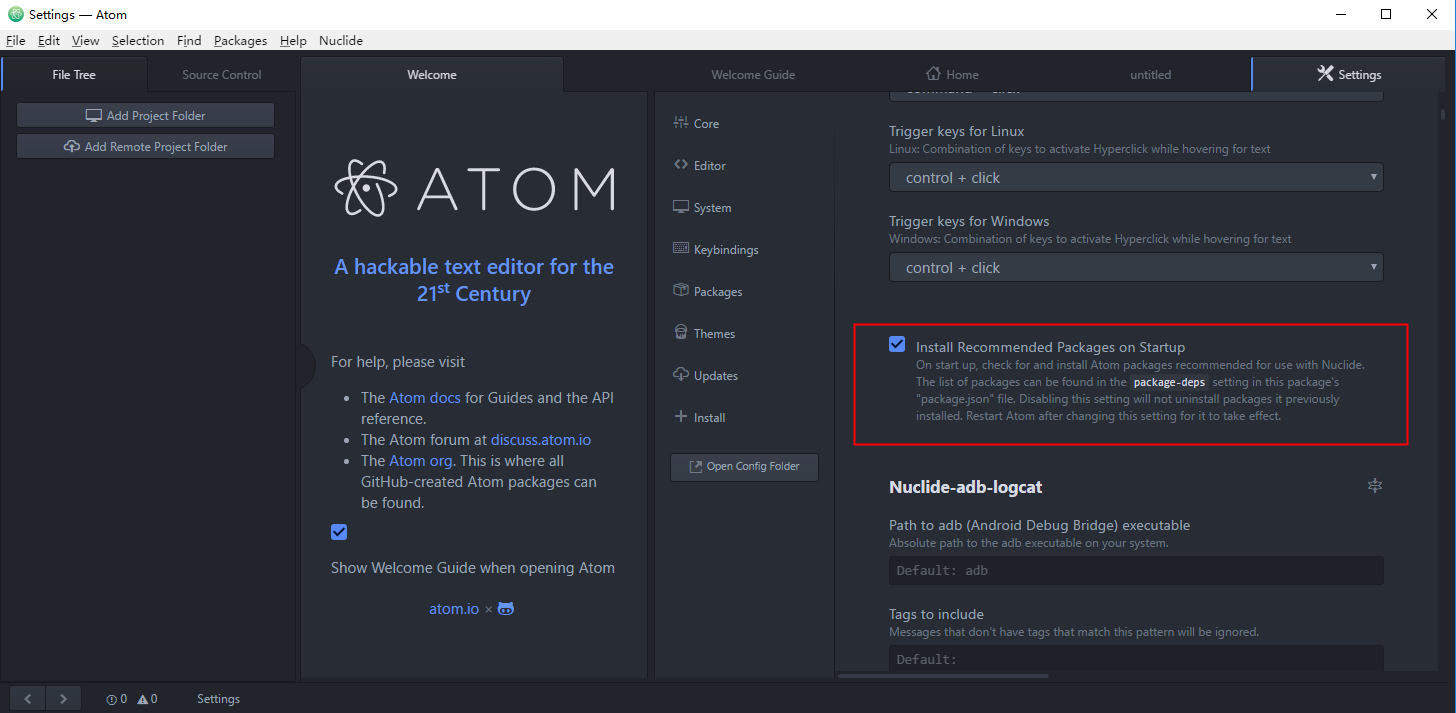 Settings — Atom
File Edit View Selection Find Packages Help Nuclide
File Tree
Source Control
Welcome
Welcome Guide
Home
untitled
Settings
Add Project Folder
Add Remote Project Folder
ATOM
A hackable text editor for the
21st Century
For help, please visit
• The Atom docs for Guides and the API
reference.
• The Atom forum at discuss.atom.io
• The Atom org. This is where all
GitHub-created Atom packages can
be found.
Show Welcome Guide when opening Atom
atom.io ×
Core
Editor
System
Keybindings
Packages
Themes
Updates
Install
Open Config Folder
command + click
Trigger keys for Linux
Linux: Combination of keys to activate Hyperclick while hovering for text
control + click
Trigger keys for Windows
Windows: Combination of keys to activate Hyperclick while hovering for text
control + click
Install Recommended Packages on Startup
On start up, check for and install Atom packages recommended for use with Nuclide.
The list of packages can be found in the package-deps setting in this package's
"package.json" file. Disabling this setting will not uninstall packages it previously
installed. Restart Atom after changing this setting for it to take effect.
Nuclide-adb-logcat
Path to adb (Android Debug Bridge) executable
Absolute path to the adb executable on your system.
Default: adb
Tags to include
Messages that don't have tags that match this pattern will be ignored.
Default:
0 0 Settings